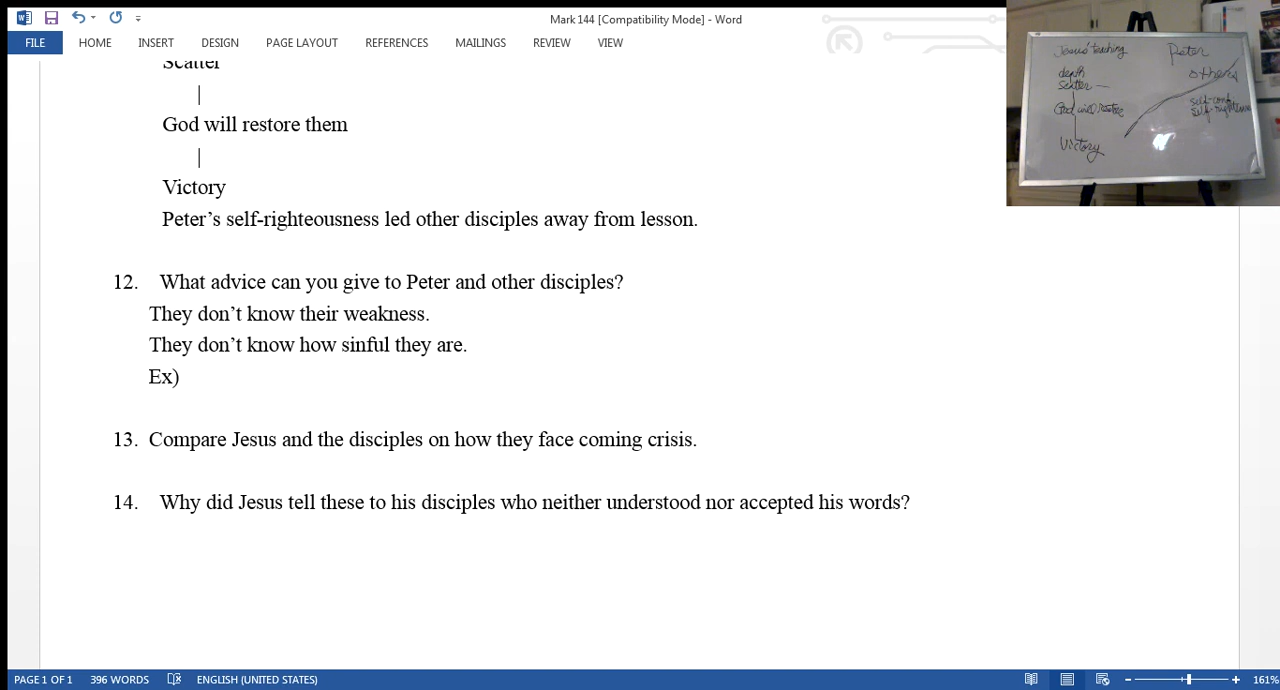 Mark 144 [Compatibility Mode] - Word
FILE HOME INSERT DESIGN PAGE LAYOUT REFERENCES MAILINGS REVIEW VIEW
Scatter
|
God will restore them
|
Victory
Peter’s self-righteousness led other disciples away from lesson.
12. What advice can you give to Peter and other disciples?
They don’t know their weakness.
They don’t know how sinful they are.
Ex)
13. Compare Jesus and the disciples on how they face coming crisis.
14. Why did Jesus tell these to his disciples who neither understood nor accepted his words?
Jesus' teaching
depth
scatter
God will restore
Victory
Peter
others
self-righteous
PAGE 1 OF 1 396 WORDS ENGLISH (UNITED STATES) 161%